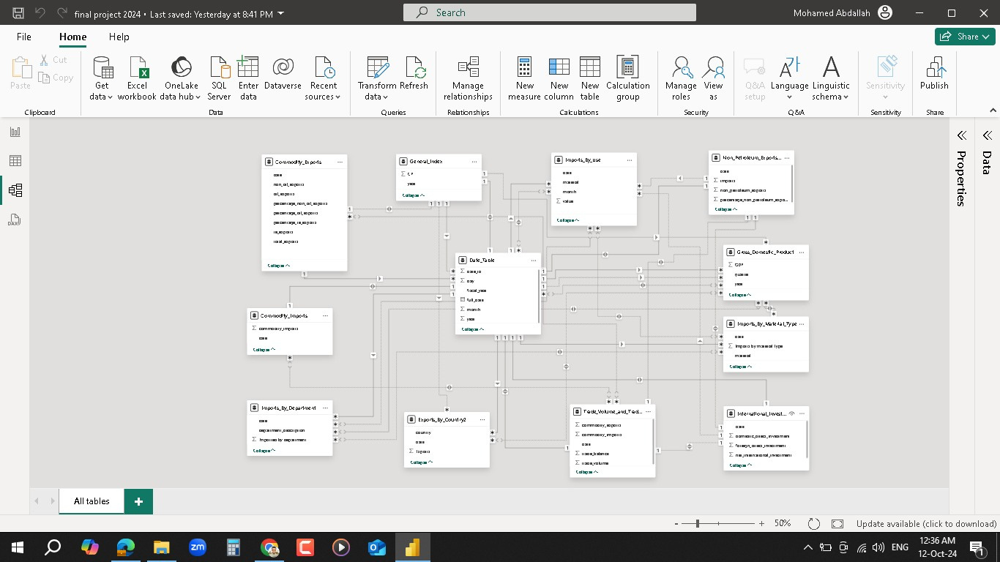 final project 2024 • Last saved: Yesterday at 8:41 PM
Search
Mohamed Abdallah
File
Home
Help
Share
Paste
Cut
Copy
Get data
Excel workbook
OneLake data hub
SQL Server
Enter data
Dataverse
Recent sources
Transform data
Refresh
Manage relationships
New measure
New column
New table
Calculation group
Manage roles
View as
Q&A setup
Language
Linguistic schema
Sensitivity
Publish
Clipboard
Data
Queries
Relationships
Calculations
Security
Q&A
Sensitivity
Share
Commodity_Exports
date
non_oil_exports
oil_exports
percentage_non_oil_exports
percentage_oil_exports
percentage_re_exports
re_exports
total_exports
Collapse
General_Index
year
Collapse
Imports_By_use
date
material
month
value
Collapse
Non_Petroleum_Exports...
date
imports
non_petroleum_exports
percentage_non_petroleum_expo...
Collapse
Date_Table
date_id
day
fiscal_year
full_date
month
year
Collapse
Gross_Domestic_Product
GDP
quarter
year
Collapse
Commodity_Imports
commodity_imports
date
Collapse
Imports_By_Material_Type
date
Imports by material type
material
Collapse
Imports_By_Department
date
department_description
Imported by department
Collapse
Exports_By_Country2
country
date
Exports
Collapse
Trade_Volume_and_Trad...
commodity_exports
commodity_imports
date
trade_balance
trade_volume
Collapse
International_Invest...
date
domestic_direct_investment
foreign_direct_investment
net_international_investment
Collapse
Properties
Data
All tables
50%
Update available (click to download)
zm
ENG
12:36 AM
12-Oct-24
1